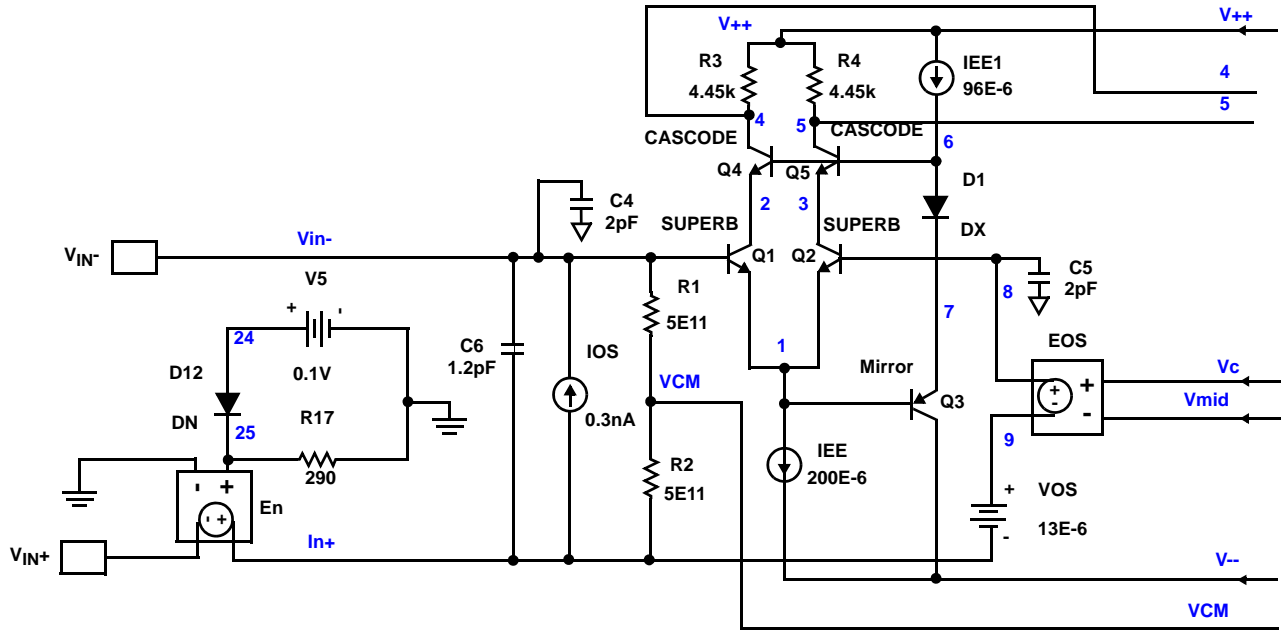 V++
V++
R3
4.45k
R4
4.45k
IEE1
96E-6
4
5
4
5
CASCODE
CASCODE
6
Q4
Q5
D1
DX
C4
2pF
2
3
SUPERB
SUPERB
VIN-
Vin-
Q1
Q2
V5
+
-
R1
5E11
7
8
C5
2pF
24
0.1V
C6
1.2pF
IOS
0.3nA
1
EOS
D12
DN
VCM
Mirror
Q3
+
-
+
-
Vc
Vmid
25
R17
290
9
R2
5E11
IEE
200E-6
-
+
-
+
En
+
VOS
13E-6
-
VIN+
In+
V--
VCM